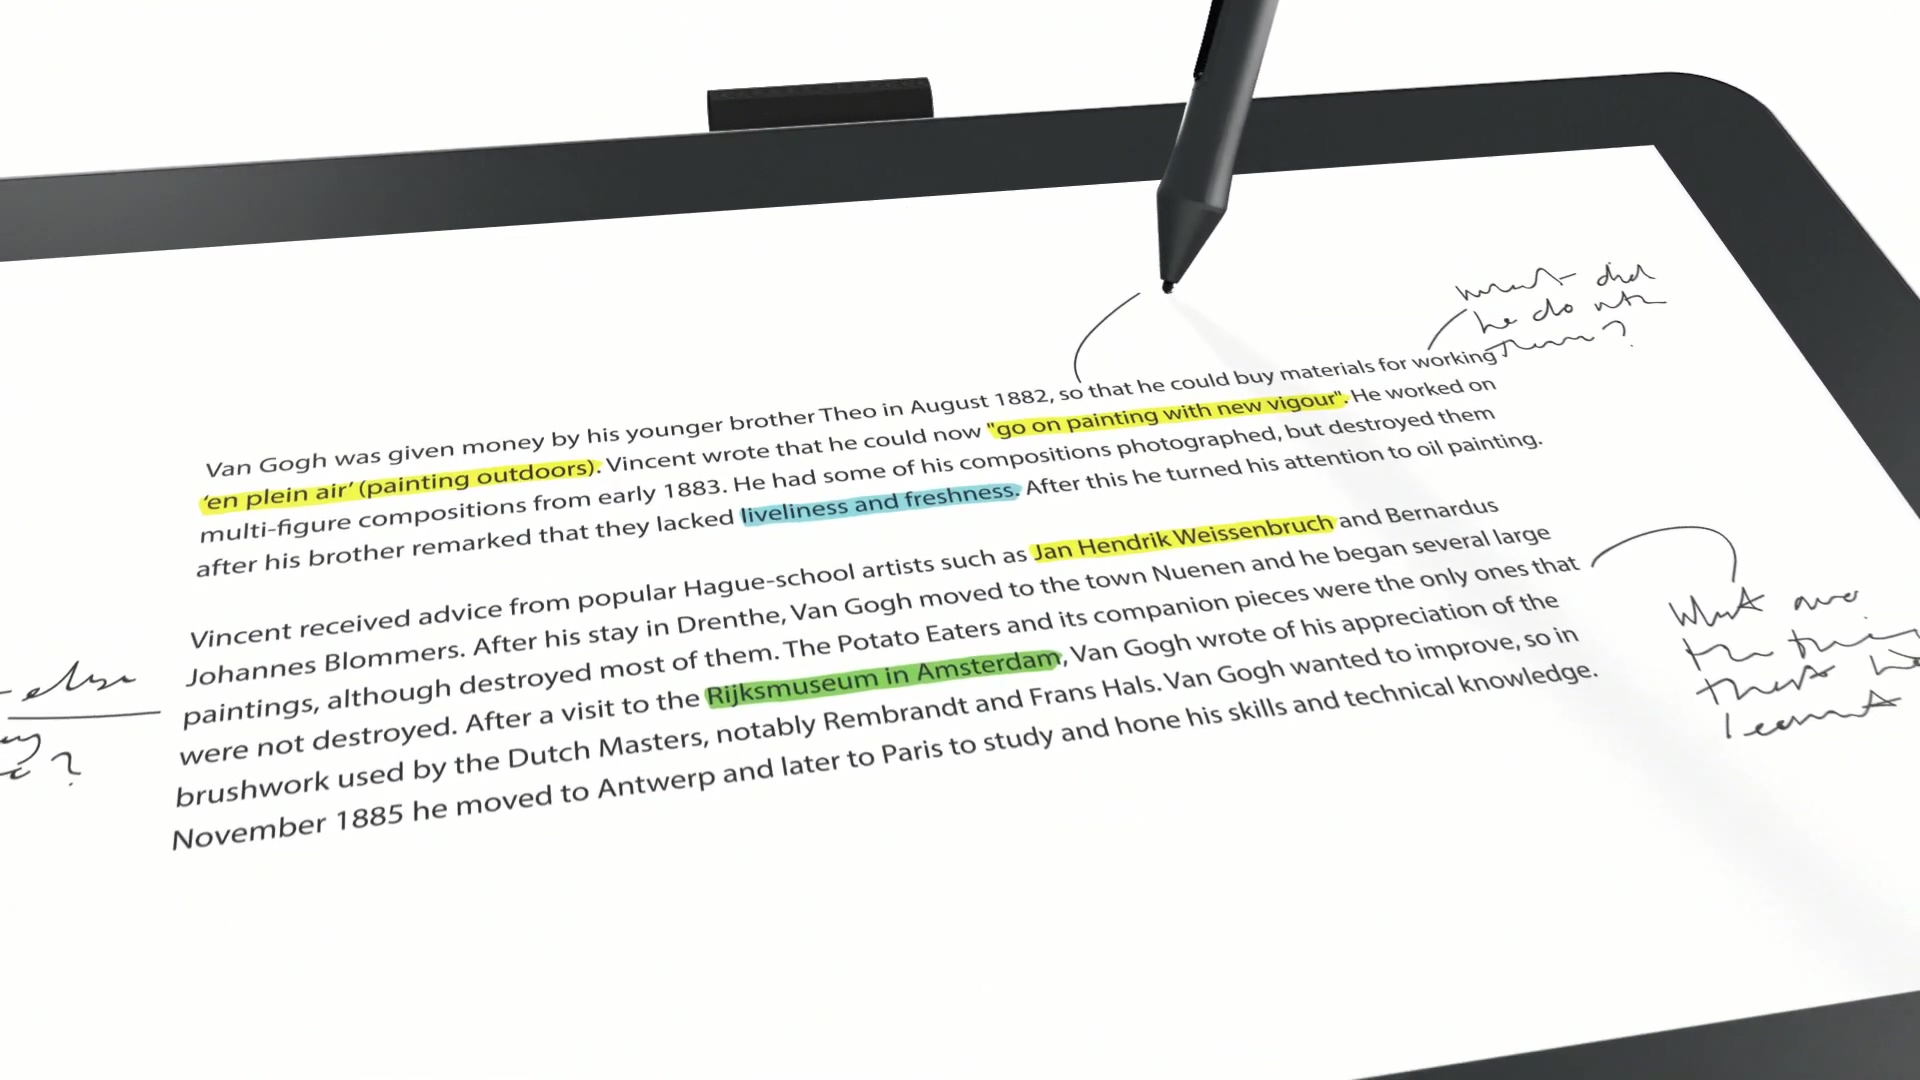 what did
he do with
them?
Van Gogh was given money by his younger brother Theo in August 1882, so that he could buy materials for working
'en plein air' (painting outdoors). Vincent wrote that he could now "go on painting with new vigour". He worked on
multi-figure compositions from early 1883. He had some of his compositions photographed, but destroyed them
after his brother remarked that they lacked liveliness and freshness. After this he turned his attention to oil painting.
Vincent received advice from popular Hague-school artists such as Jan Hendrik Weissenbruch and Bernardus
Johannes Blommers. After his stay in Drenthe, Van Gogh moved to the town Nuenen and he began several large
paintings, although destroyed most of them. The Potato Eaters and its companion pieces were the only ones that
were not destroyed. After a visit to the Rijksmuseum in Amsterdam, Van Gogh wrote of his appreciation of the
brushwork used by the Dutch Masters, notably Rembrandt and Frans Hals. Van Gogh wanted to improve, so in
November 1885 he moved to Antwerp and later to Paris to study and hone his skills and technical knowledge.
else
?
What are
the
that he
learnt